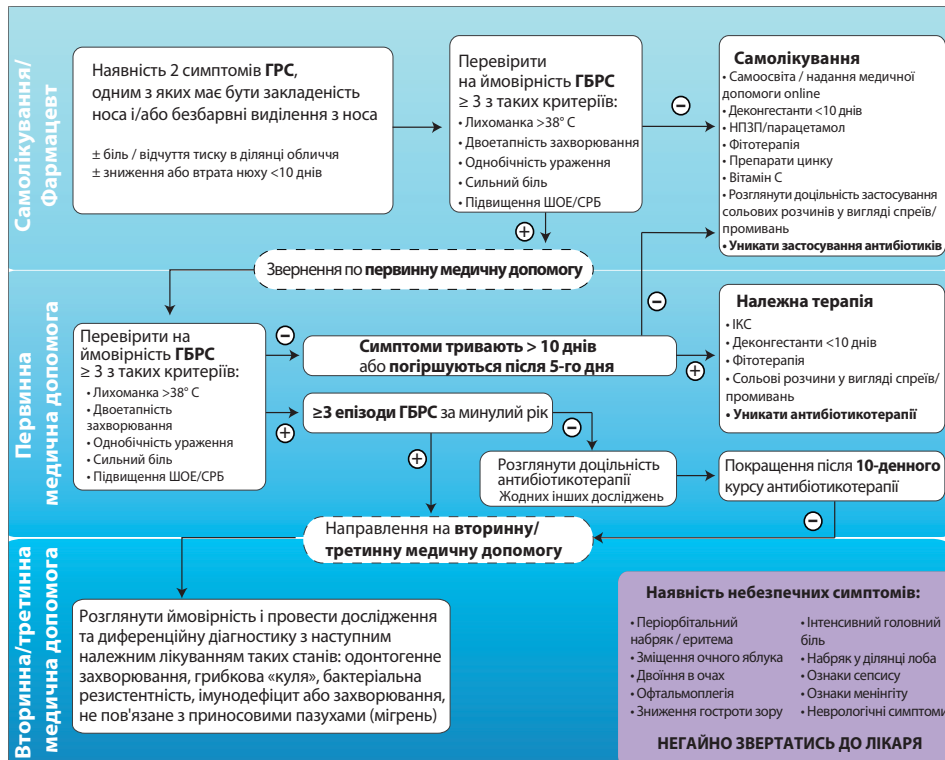 Самолікування/
Фармацевт
Наявність 2 симптомів ГРС,
одним з яких має бути закладеність
носа і/або безбарвні виділення з носа
± біль / відчуття тиску в ділянці обличчя
± зниження або втрата нюху <10 днів
Перевірити
на ймовірність ГБРС
≥ 3 з таких критеріїв:
• Лихоманка >38° C
• Двоетапність захворювання
• Однобічність ураження
• Сильний біль
• Підвищення ШОЕ/СРБ
−
+
Самолікування
• Самоосвіта / надання медичної
допомоги online
• Деконгестанти <10 днів
• НПЗП/парацетамол
• Фітотерапія
• Препарати цинку
• Вітамін С
• Розглянути доцільність застосування
сольових розчинів у вигляді спреїв/
промивань
• Уникати застосування антибіотиків
Звернення по первинну медичну допомогу
Первинна
медична допомога
Перевірити на
ймовірність ГБРС
≥ 3 з таких критеріїв:
• Лихоманка >38° C
• Двоетапність
захворювання
• Однобічність ураження
• Сильний біль
• Підвищення ШОЕ/СРБ
−
Симптоми тривають > 10 днів
або погіршуються після 5-го дня
−
+
Належна терапія
• ІКС
• Деконгестанти <10 днів
• Фітотерапія
• Сольові розчини у вигляді спреїв/
промивань
• Уникати антибіотикотерапії
+
≥3 епізоди ГБРС за минулий рік
−
+
Розглянути доцільність
антибіотикотерапії
Жодних інших досліджень
Покращення після 10-денного
курсу антибіотикотерапії
−
Направлення на вторинну/
третинну медичну допомогу
Вторинна/третинна
медична допомога
Розглянути ймовірність і провести дослідження
та диференційну діагностику з наступним
належним лікуванням таких станів: одонтогенне
захворювання, грибкова «куля», бактеріальна
резистентність, імунодефіцит або захворювання,
не пов'язане з приносовими пазухами (мігрень)
Наявність небезпечних симптомів:
• Періорбітальний
набряк / еритема
• Зміщення очного яблука
• Двоїння в очах
• Офтальмоплегія
• Зниження гостроти зору
• Інтенсивний головний
біль
• Набряк у ділянці лоба
• Ознаки сепсису
• Ознаки менінгіту
• Неврологічні симптоми
НЕГАЙНО ЗВЕРТАТИСЬ ДО ЛІКАРЯ